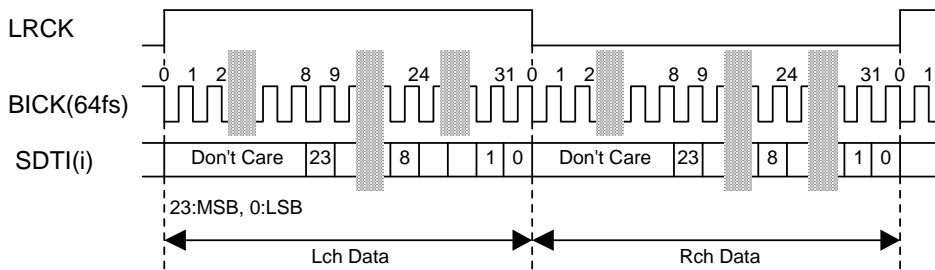 LRCK
0 1 2 8 9 24 31 0 1 2 8 9 24 31 0 1
BICK(64fs)
SDTI(i) Don't Care 23 8 1 0 Don't Care 23 8 1 0
23:MSB, 0:LSB
Lch Data Rch Data